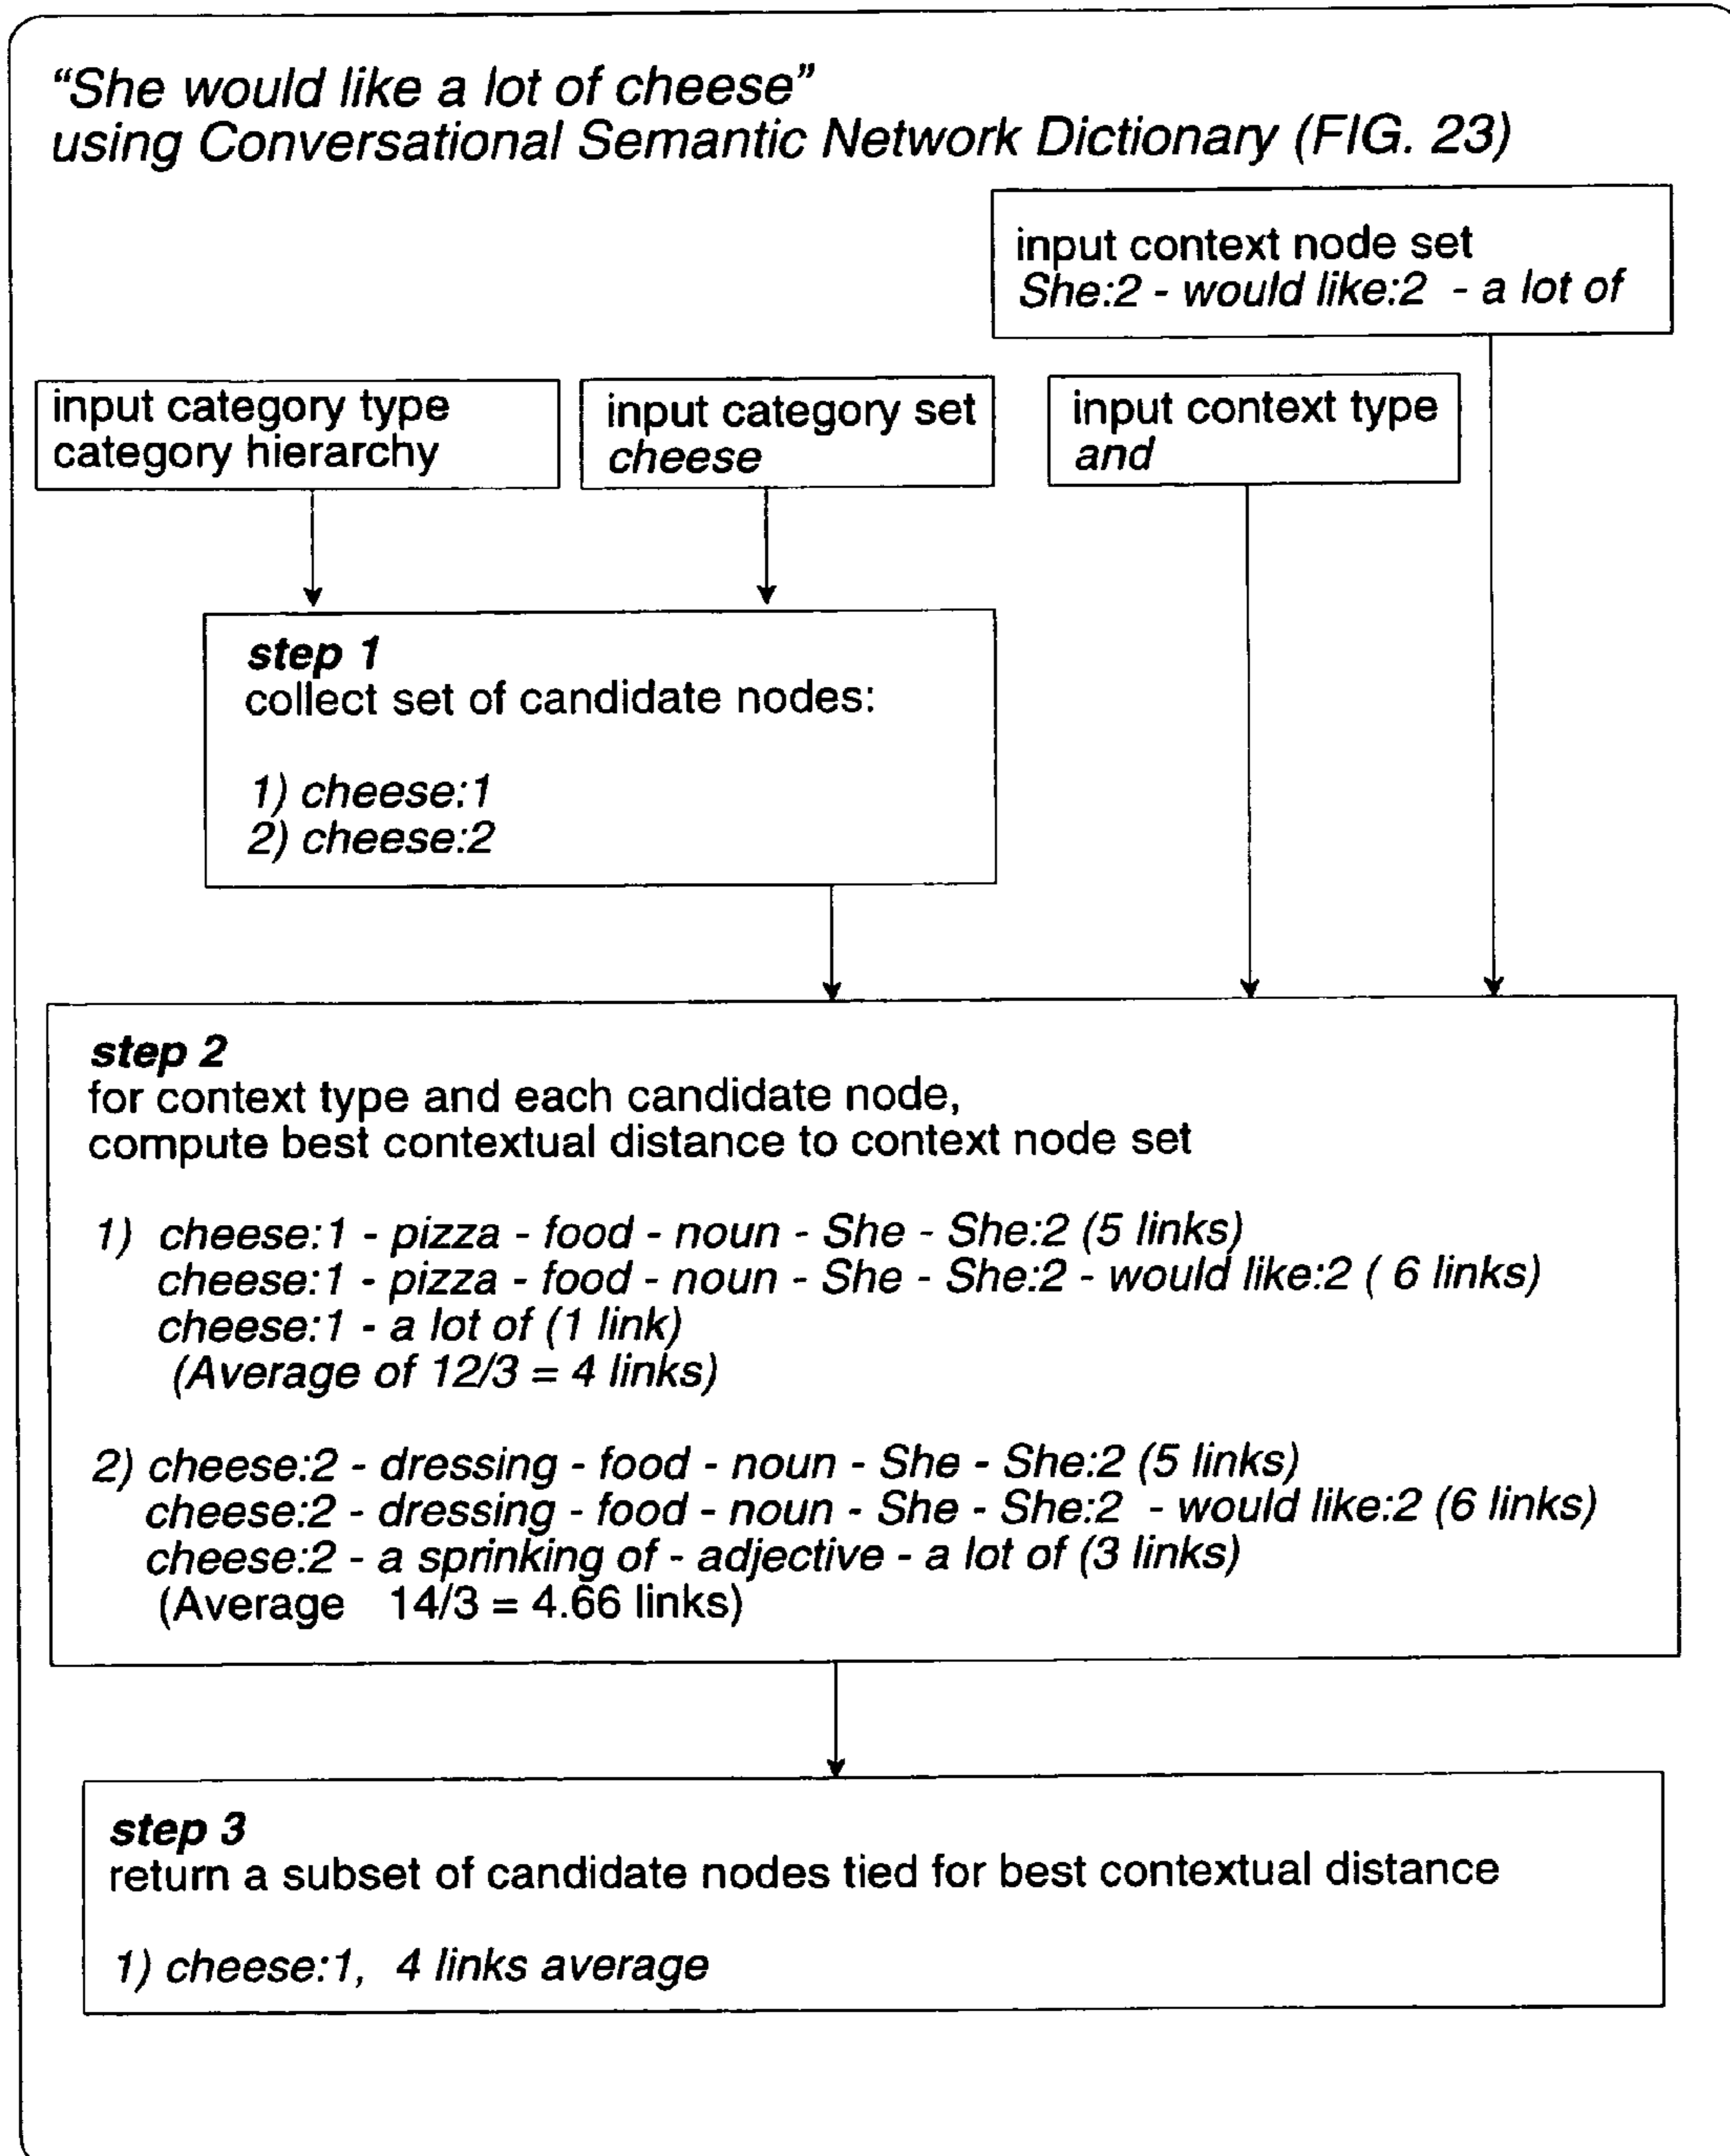 “She would like a lot of cheese”
using Conversational Semantic Network Dictionary (FIG. 23)
input context node set
She:2 - would like:2 - a lot of
input category type
category hierarchy
input category set
cheese
input context type
and
step 1
collect set of candidate nodes:
1) cheese:1
2) cheese:2
step 2
for context type and each candidate node,
compute best contextual distance to context node set
1) cheese:1 - pizza - food - noun - She - She:2 (5 links)
cheese:1 - pizza - food - noun - She - She:2 - would like:2 ( 6 links)
cheese:1 - a lot of (1 link)
(Average of 12/3 = 4 links)
2) cheese:2 - dressing - food - noun - She - She:2 (5 links)
cheese:2 - dressing - food - noun - She - She:2 - would like:2 (6 links)
cheese:2 - a sprinking of - adjective - a lot of (3 links)
(Average 14/3 = 4.66 links)
step 3
return a subset of candidate nodes tied for best contextual distance
1) cheese:1, 4 links average